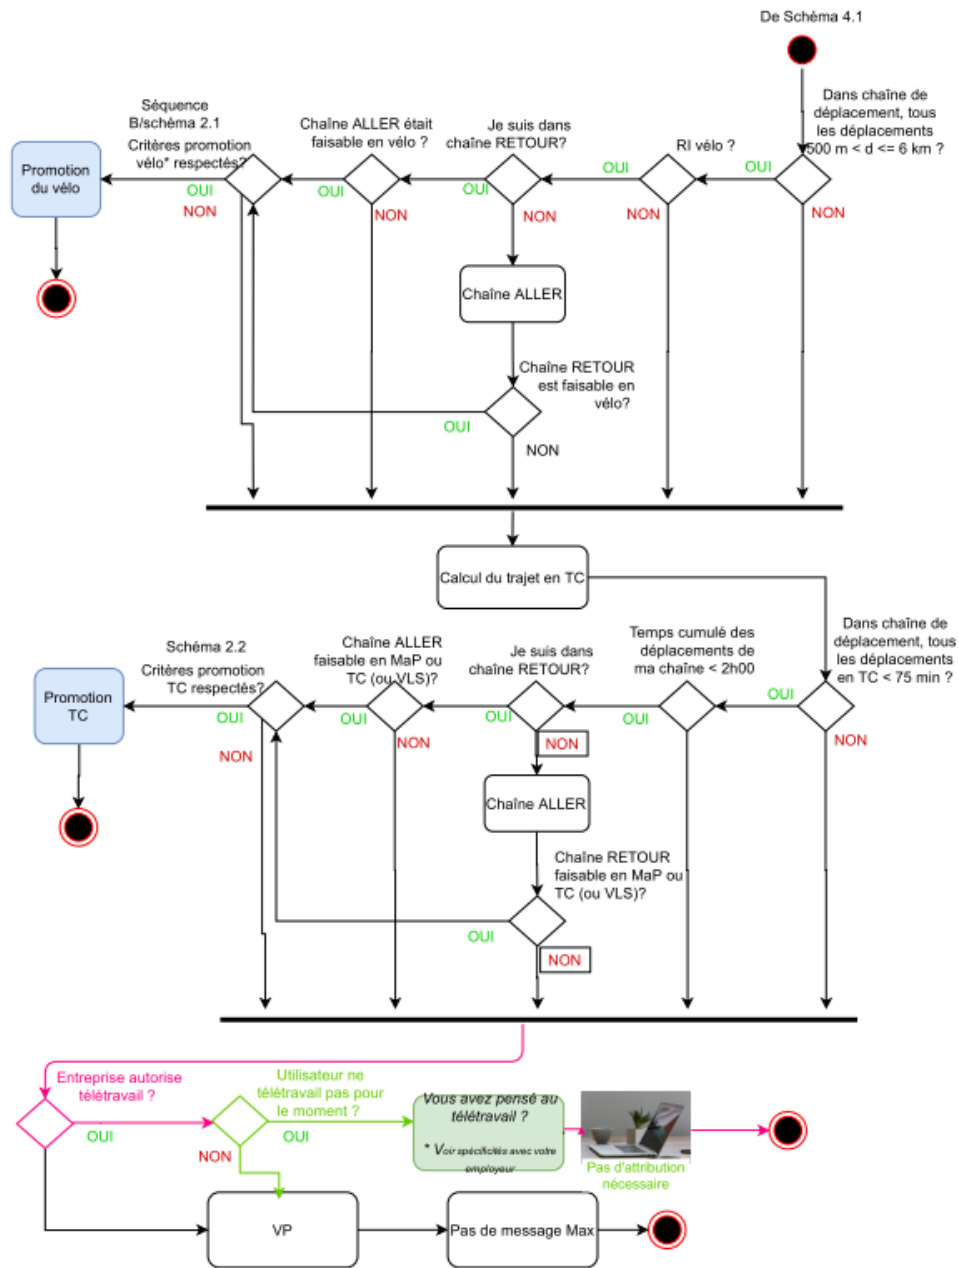 De Schéma 4.1
Dans chaîne de
déplacement, tous
les déplacements
500 m < d <= 6 km ?
OUI
NON
RI vélo ?
OUI
NON
Je suis dans
chaîne RETOUR?
OUI
NON
Chaîne ALLER était
faisable en vélo ?
OUI
NON
Séquence
B/schéma 2.1
Critères promotion
vélo* respectés?
OUI
NON
Promotion
du vélo
Chaîne ALLER
Chaîne RETOUR
est faisable en
vélo?
OUI
NON
Calcul du trajet en TC
Dans chaîne de
déplacement, tous
les déplacements
en TC < 75 min ?
OUI
NON
Temps cumulé des
déplacements de
ma chaîne < 2h00
OUI
Je suis dans
chaîne RETOUR?
OUI
NON
Chaîne ALLER
faisable en MaP ou
TC (ou VLS)?
OUI
NON
Schéma 2.2
Critères promotion
TC respectés?
OUI
NON
Promotion
TC
Chaîne ALLER
Chaîne RETOUR
faisable en MaP ou
TC (ou VLS)?
OUI
NON
Entreprise autorise
télétravail ?
OUI
Utilisateur ne
télétravail pas pour
le moment ?
OUI
NON
Vous avez pensé au
télétravail ?
* Voir spécificités avec votre
employeur
Pas d'attribution
nécessaire
VP
Pas de message Max